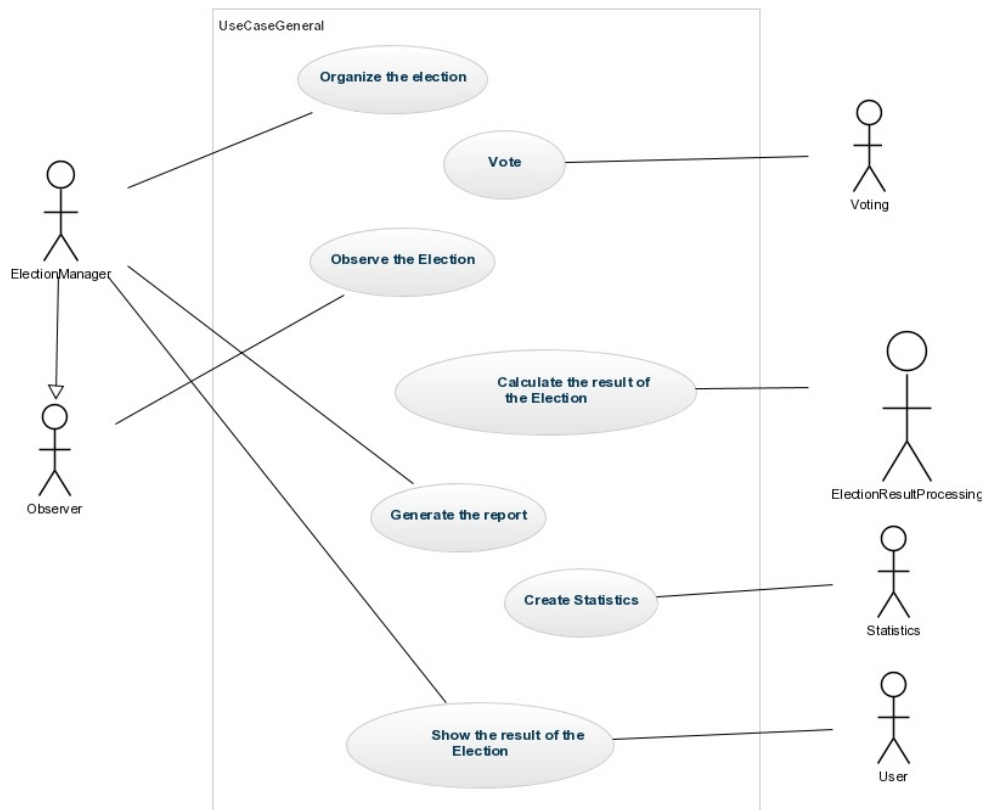 UseCaseGeneral
Organize the election
Vote
Voting
ElectionManager
Observe the Election
Calculate the result of
the Election
ElectionResultProcessing
Observer
Generate the report
Create Statistics
Statistics
Show the result of the
Election
User